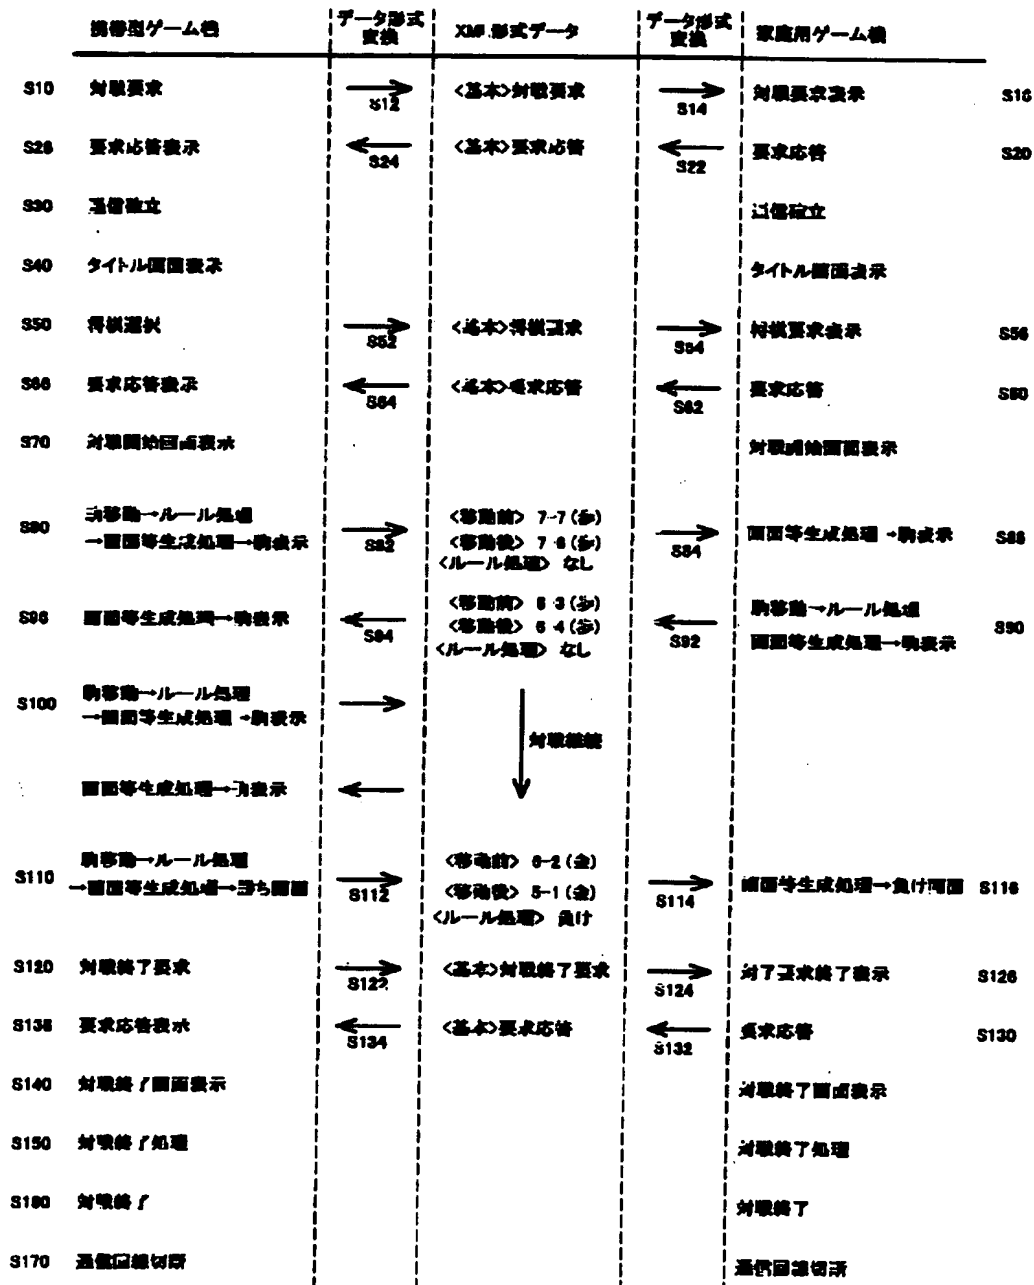 携帯型ゲーム機 データ形式変換 XML形式データ データ形式変換 家庭用ゲーム機
S10 対戦要求 S12 <基本>対戦要求 S14 対戦要求表示 S16
S26 要求応答表示 S24 <基本>要求応答 S22 要求応答 S20
S30 通信確立 通信確立
S40 タイトル画面表示 タイトル画面表示
S50 将棋選択 S52 <基本>将棋要求 S54 将棋要求表示 S56
S66 要求応答表示 S64 <基本>要求応答 S62 要求応答 S60
S70 対戦開始画面表示 対戦開始画面表示
S80 駒移動→ルール処理
→画面等生成処理→駒表示 S82
<移動前> 7-7(歩)
<移動後> 7-6(歩)
<ルール処理> なし
S84 画面等生成処理→駒表示 S86
S96 画面等生成処理→駒表示 S94
<移動前> 6-3(歩)
<移動後> 6-4(歩)
<ルール処理> なし
S92 駒移動→ルール処理
画面等生成処理→駒表示 S90
S100 駒移動→ルール処理
→画面等生成処理→駒表示
対戦継続
画面等生成処理→駒表示
S110 駒移動→ルール処理
→画面等生成処理→勝ち画面 S112
<移動前> 6-2(金)
<移動後> 5-1(金)
<ルール処理> 負け
S114 画面等生成処理→負け画面 S116
S120 対戦終了要求 S122 <基本>対戦終了要求 S124 対了要求終了表示 S126
S136 要求応答表示 S134 <基本>要求応答 S132 要求応答 S130
S140 対戦終了画面表示 対戦終了画面表示
S150 対戦終了処理 対戦終了処理
S160 対戦終了 対戦終了
S170 通信回線切断 通信回線切断